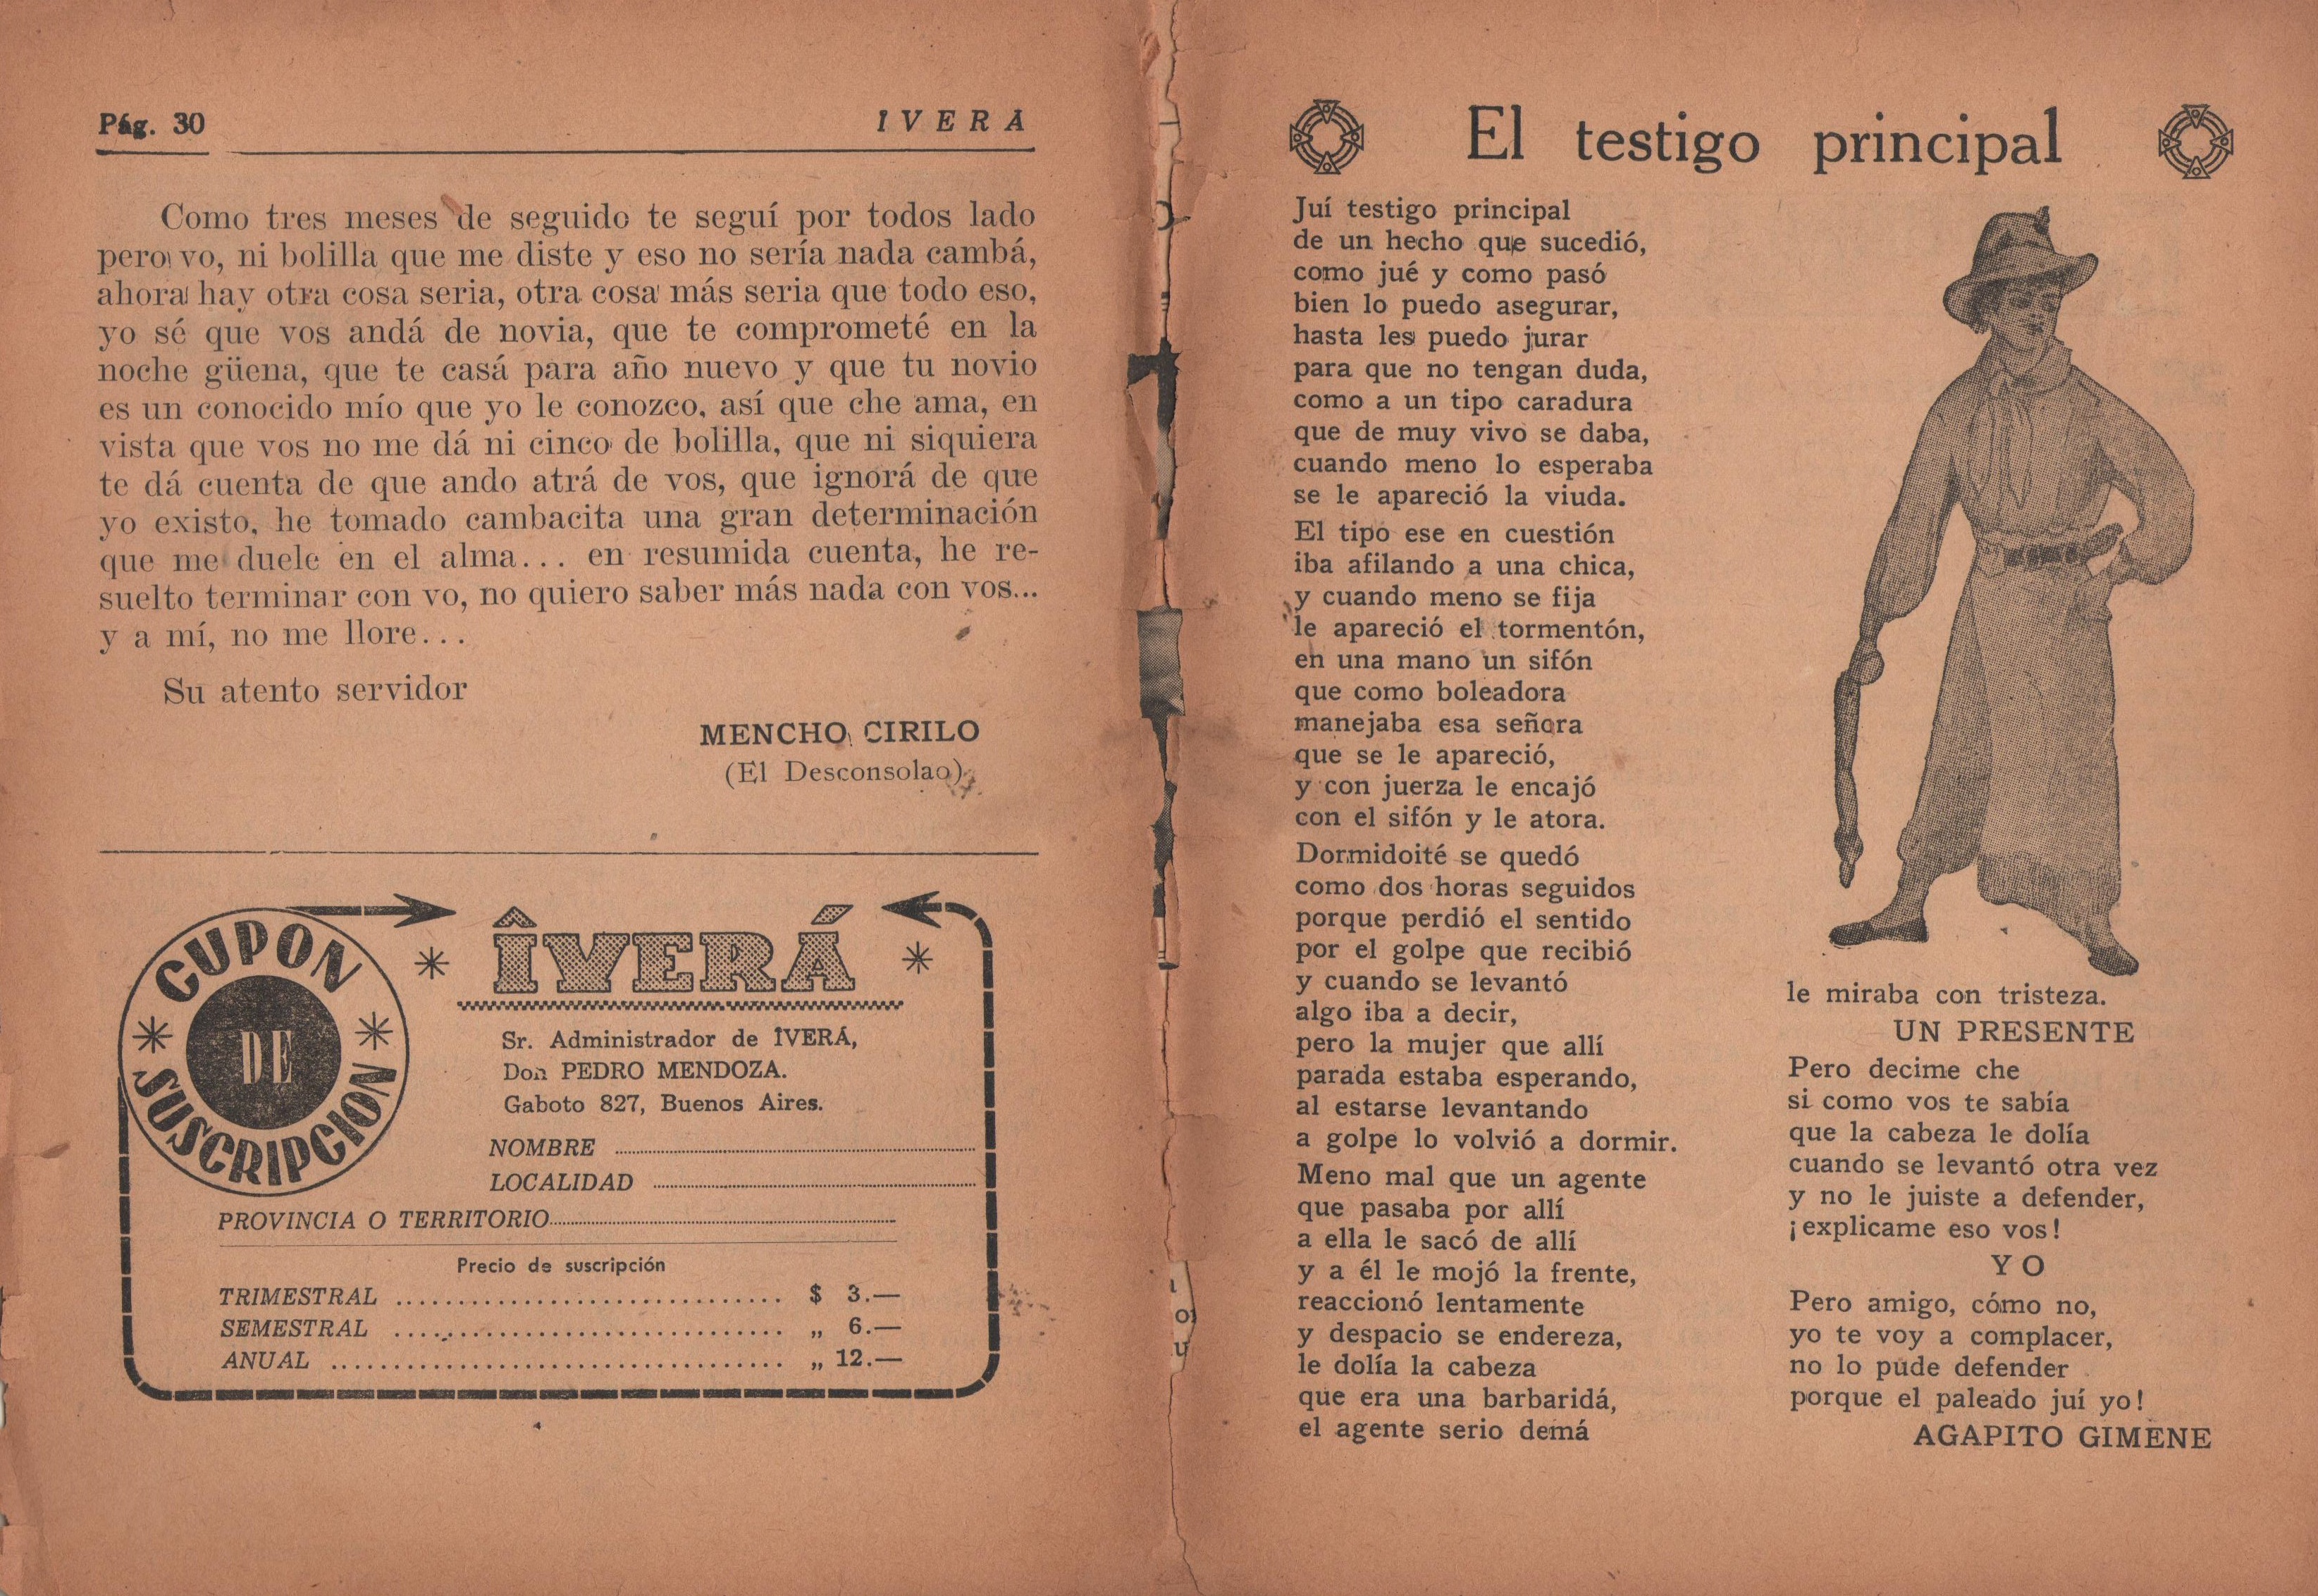 Pág. 30
IVERA
Como tres meses de seguido te seguí por todos lado
pero vo, ni bolilla que me diste y eso no sería nada cambá,
ahora hay otra cosa seria, otra cosa más seria que todo eso,
yo sé que vos andá de novia, que te comprometé en la
noche güena, que te casá para año nuevo y que tu novio
es un conocido mío que yo le conozco, así que che ama, en
vista que vos no me dá ni cinco de bolilla, que ni siquiera
te dá cuenta de que ando atrá de vos, que ignorá de que
yo existo, he tomado cambacita una gran determinación
que me duele en el alma... en resumida cuenta, he re-
suelto terminar con vo, no quiero saber más nada con vos...
y a mí, no me llore...
Su atento servidor
MENCHO CIRILO
(El Desconsolao)
CUPON DE SUSCRIPCION
ÎVERÁ
Sr. Administrador de ÎVERÁ,
Don PEDRO MENDOZA.
Gaboto 827, Buenos Aires.
NOMBRE
LOCALIDAD
PROVINCIA O TERRITORIO
Precio de suscripción
TRIMESTRAL ............................... $ 3.—
SEMESTRAL ............................... „ 6.—
ANUAL ..................................... „ 12.—
El testigo principal
Juí testigo principal
de un hecho que sucedió,
como jué y como pasó
bien lo puedo asegurar,
hasta les puedo jurar
para que no tengan duda,
como a un tipo caradura
que de muy vivo se daba,
cuando meno lo esperaba
se le apareció la viuda.
El tipo ese en cuestión
iba afilando a una chica,
y cuando meno se fija
le apareció el tormentón,
en una mano un sifón
que como boleadora
manejaba esa señora
que se le apareció,
y con juerza le encajó
con el sifón y le atora.
Dormidoité se quedó
como dos horas seguidos
porque perdió el sentido
por el golpe que recibió
y cuando se levantó
algo iba a decir,
pero la mujer que allí
parada estaba esperando,
al estarse levantando
a golpe lo volvió a dormir.
Meno mal que un agente
que pasaba por allí
a ella le sacó de allí
y a él le mojó la frente,
reaccionó lentamente
y despacio se endereza,
le dolía la cabeza
que era una barbaridá,
el agente serio demá
le miraba con tristeza.
UN PRESENTE
Pero decime che
si como vos te sabía
que la cabeza le dolía
cuando se levantó otra vez
y no le juiste a defender,
¡explicame eso vos!
YO
Pero amigo, cómo no,
yo te voy a complacer,
no lo pude defender
porque el paleado juí yo!
AGAPITO GIMENE